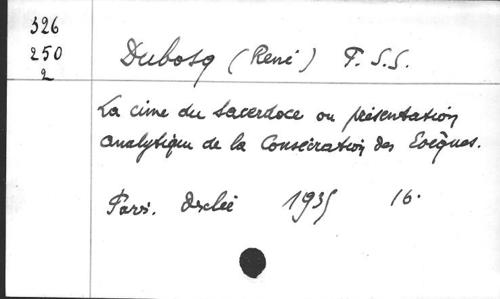 326
250
2
Dubosq (René) P. S. S.
La cime du Sacerdoce ou présentation
analytique de la Consécration des Evêques.
Paris. Desclée 1935 16.